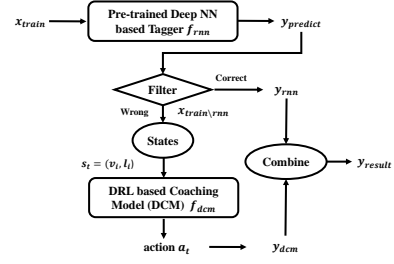 x_train
Pre-trained Deep NN
based Tagger f_rnn
y_predict
Filter
Correct
y_rnn
Wrong
x_train\rnn
States
s_t = (v_i, l_i)
Combine
y_result
DRL based Coaching
Model (DCM) f_dcm
action a_t
y_dcm